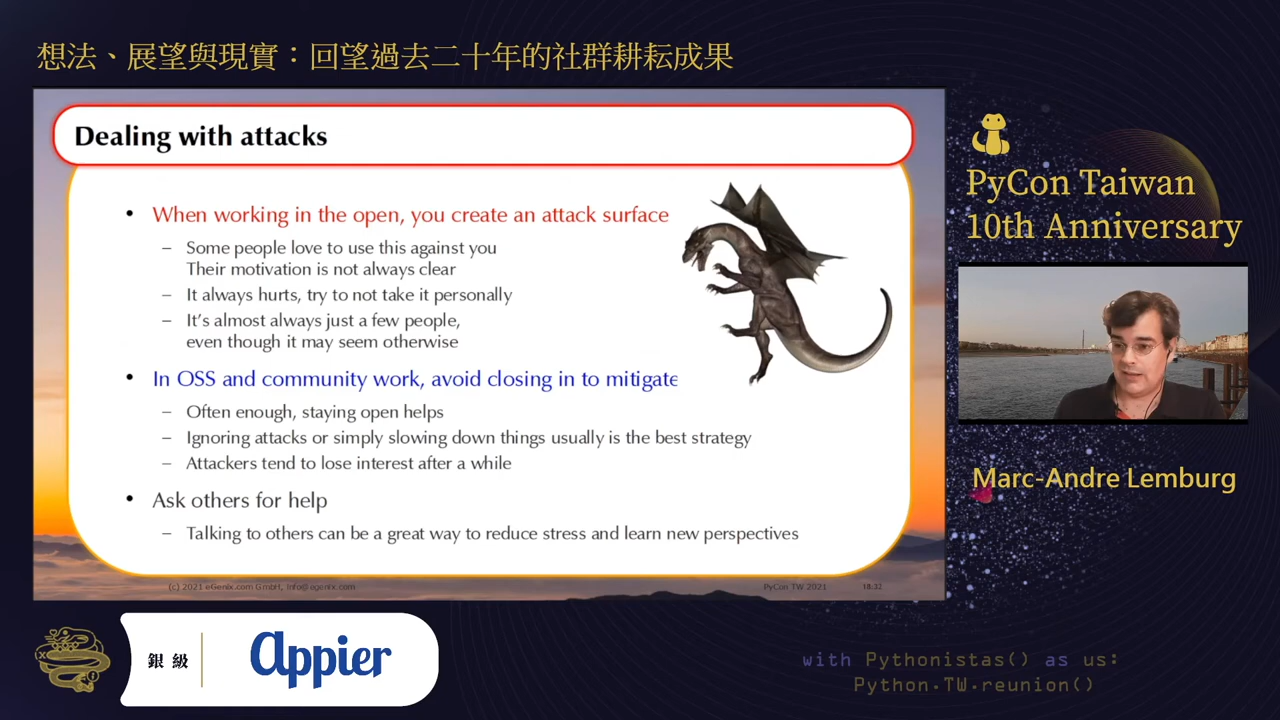 想法、展望與現實：回望過去二十年的社群耕耘成果
Dealing with attacks
• When working in the open, you create an attack surface
– Some people love to use this against you
Their motivation is not always clear
– It always hurts, try to not take it personally
– It's almost always just a few people,
even though it may seem otherwise
• In OSS and community work, avoid closing in to mitigate
– Often enough, staying open helps
– Ignoring attacks or simply slowing down things usually is the best strategy
– Attackers tend to lose interest after a while
• Ask others for help
– Talking to others can be a great way to reduce stress and learn new perspectives
(c) 2021 eGenix.com GmbH, info@egenix.com
PyCon TW 2021
18:32
PyCon Taiwan
10th Anniversary
Marc-Andre Lemburg
銀級
Appier
with Pythonistas() as us:
Python.TW.reunion()